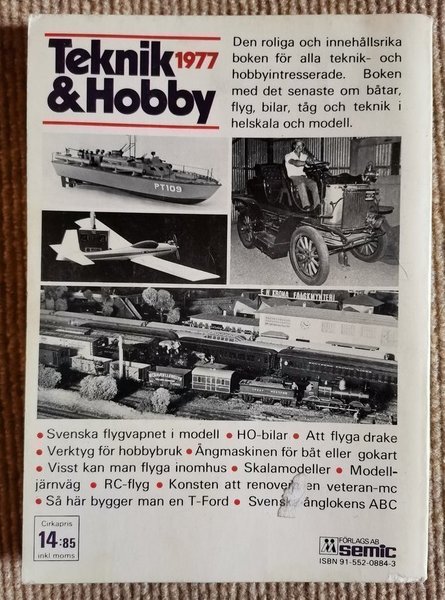 Teknik 1977
& Hobby
Den roliga och innehållsrika
boken för alla teknik- och
hobbyintresserade. Boken
med det senaste om båtar,
flyg, bilar, tåg och teknik i
helskala och modell.
PT109
E. H. KRONA FAAGKMYNTERI
• Svenska flygvapnet i modell • HO-bilar • Att flyga drake
• Verktyg för hobbybruk • Ångmaskinen för båt eller gokart
• Visst kan man flyga inomhus • Skalamodeller • Modell-
järnväg • RC-flyg • Konsten att renovera en veteran-mc
• Så här bygger man en T-Ford • Svenska ånglokens ABC
Cirkapris
14:85
inkl moms
FÖRLAGS AB
semic
ISBN 91-552-0884-3